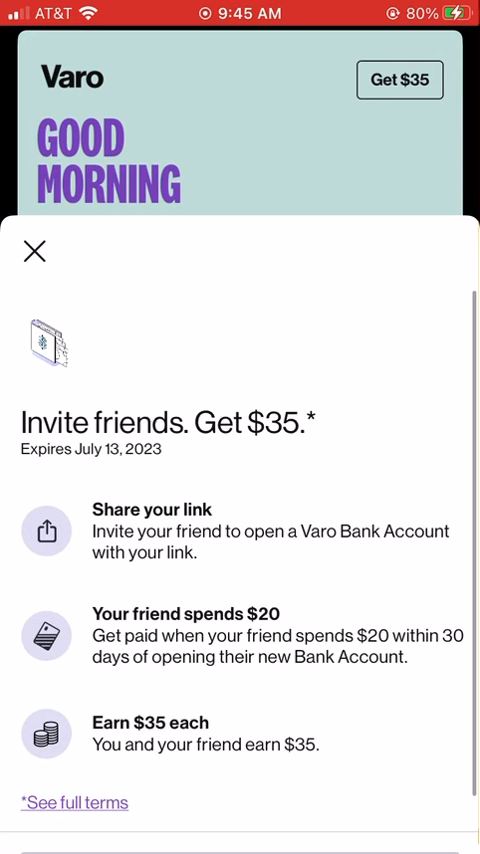 AT&T 9:45 AM 80%
Varo
Get $35
GOOD
MORNING
Invite friends. Get $35.*
Expires July 13, 2023
Share your link
Invite your friend to open a Varo Bank Account
with your link.
Your friend spends $20
Get paid when your friend spends $20 within 30
days of opening their new Bank Account.
Earn $35 each
You and your friend earn $35.
*See full terms